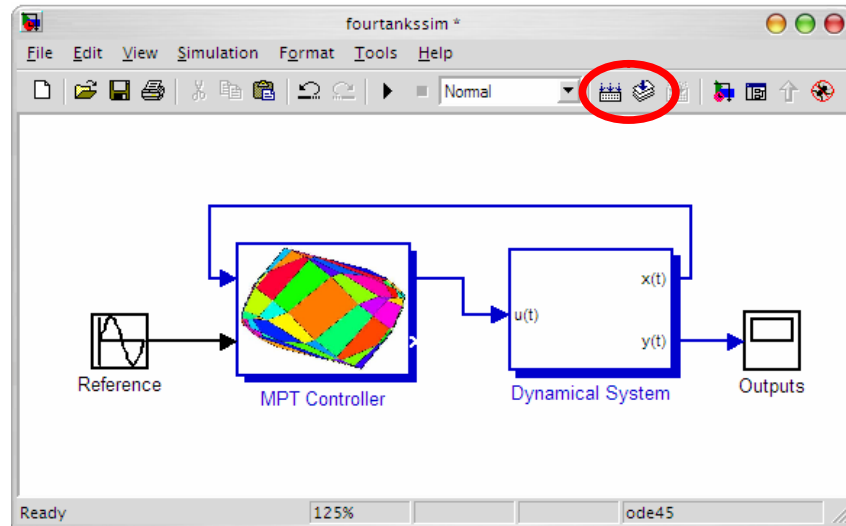 fourtankssim *
File Edit View Simulation Format Tools Help
Normal
x(t)
u(t)
y(t)
Reference
MPT Controller
Dynamical System
Outputs
Ready 125% ode45